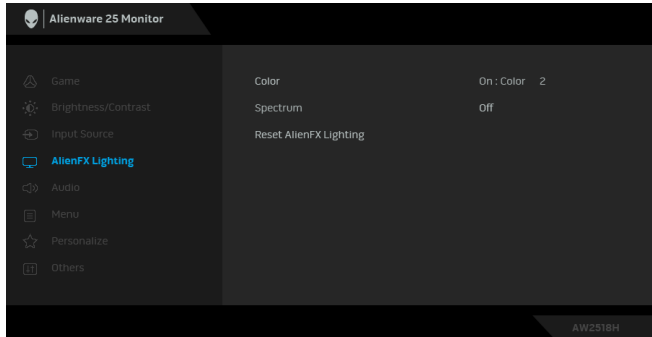 Alienware 25 Monitor
Game
Brightness/Contrast
Input Source
AlienFX Lighting
Audio
Menu
Personalize
Others
Color On : Color 2
Spectrum Off
Reset AlienFX Lighting
AW2518H